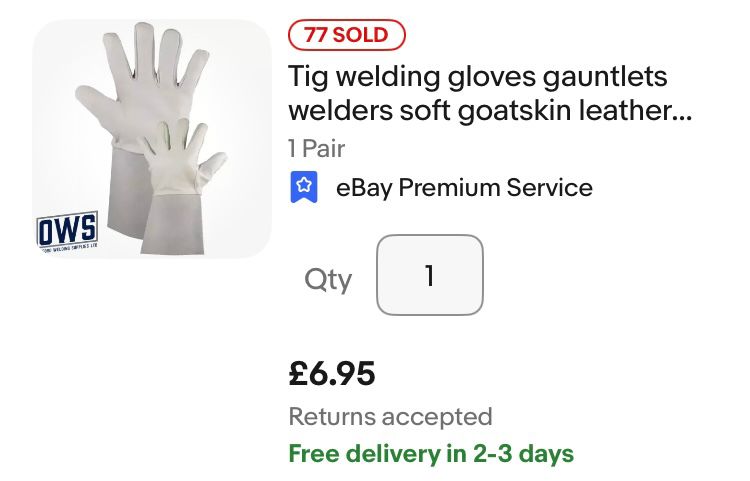 77 SOLD
Tig welding gloves gauntlets
welders soft goatskin leather...
1 Pair
eBay Premium Service
OWS
Qty
1
£6.95
Returns accepted
Free delivery in 2-3 days